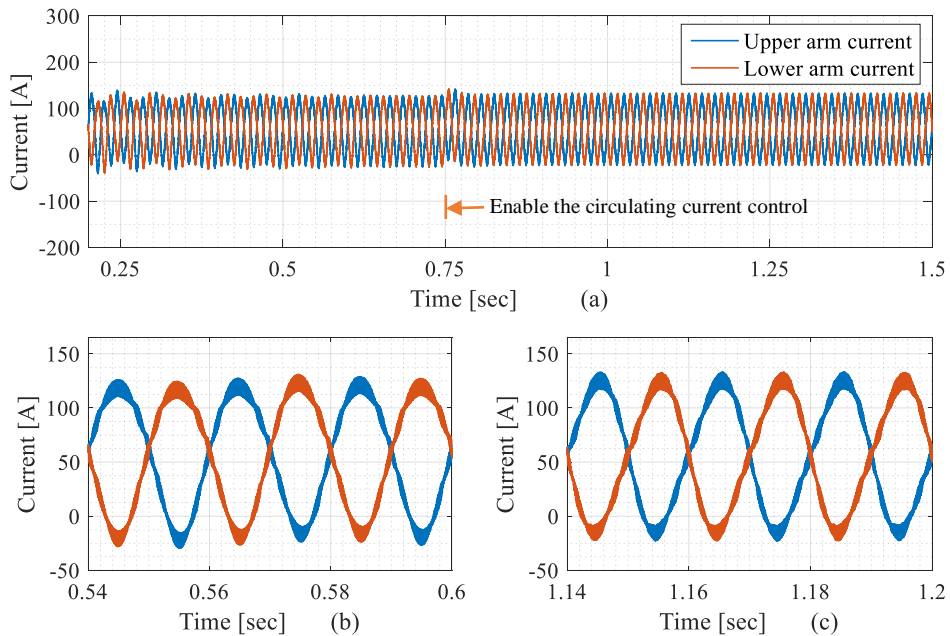 300
200
100
0
-100
-200
Current [A]
Upper arm current
Lower arm current
Enable the circulating current control
0.25 0.5 0.75 1 1.25 1.5
Time [sec] (a)
150
100
50
0
-50
Current [A]
0.54 0.56 0.58 0.6
Time [sec] (b)
150
100
50
0
-50
Current [A]
1.14 1.16 1.18 1.2
Time [sec] (c)